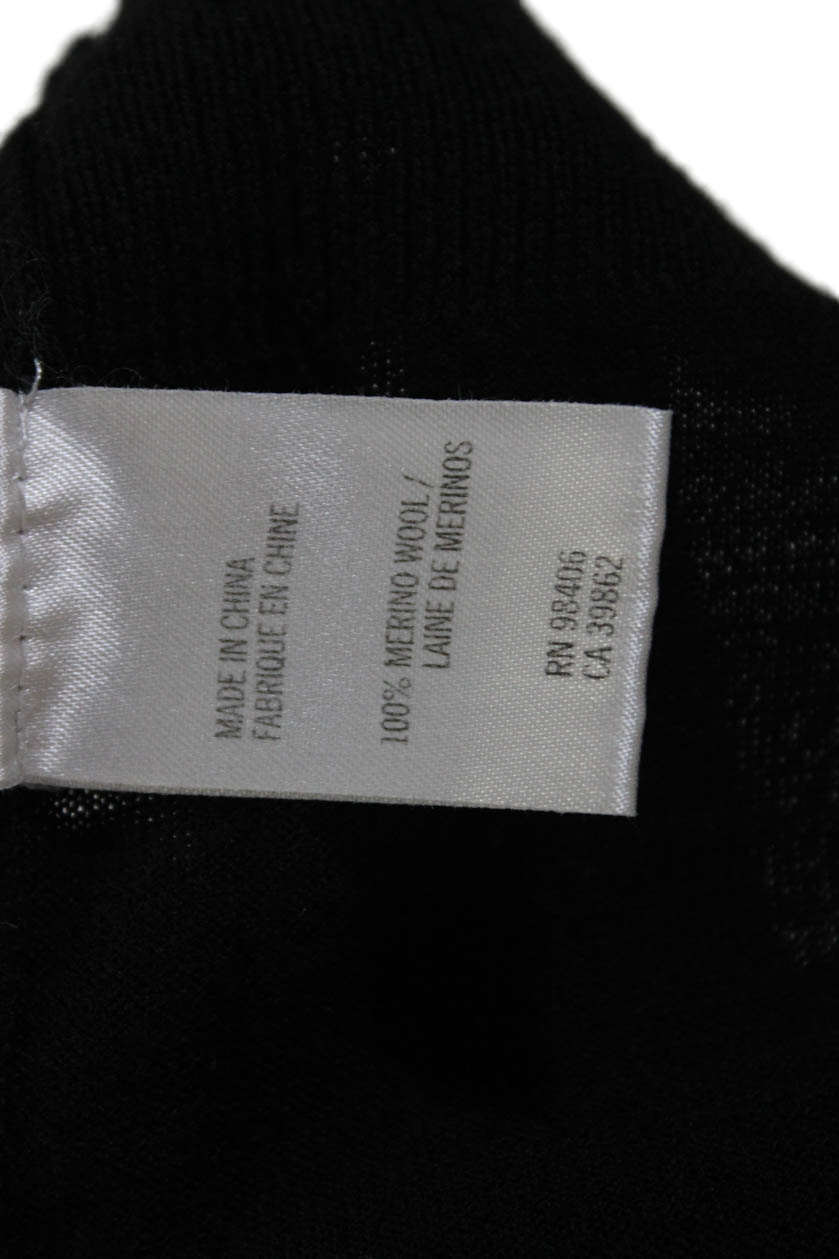 MADE IN CHINA
FABRIQUE EN CHINE
100% MERINO WOOL /
LAINE DE MERINOS
RN 98406
CA 39862